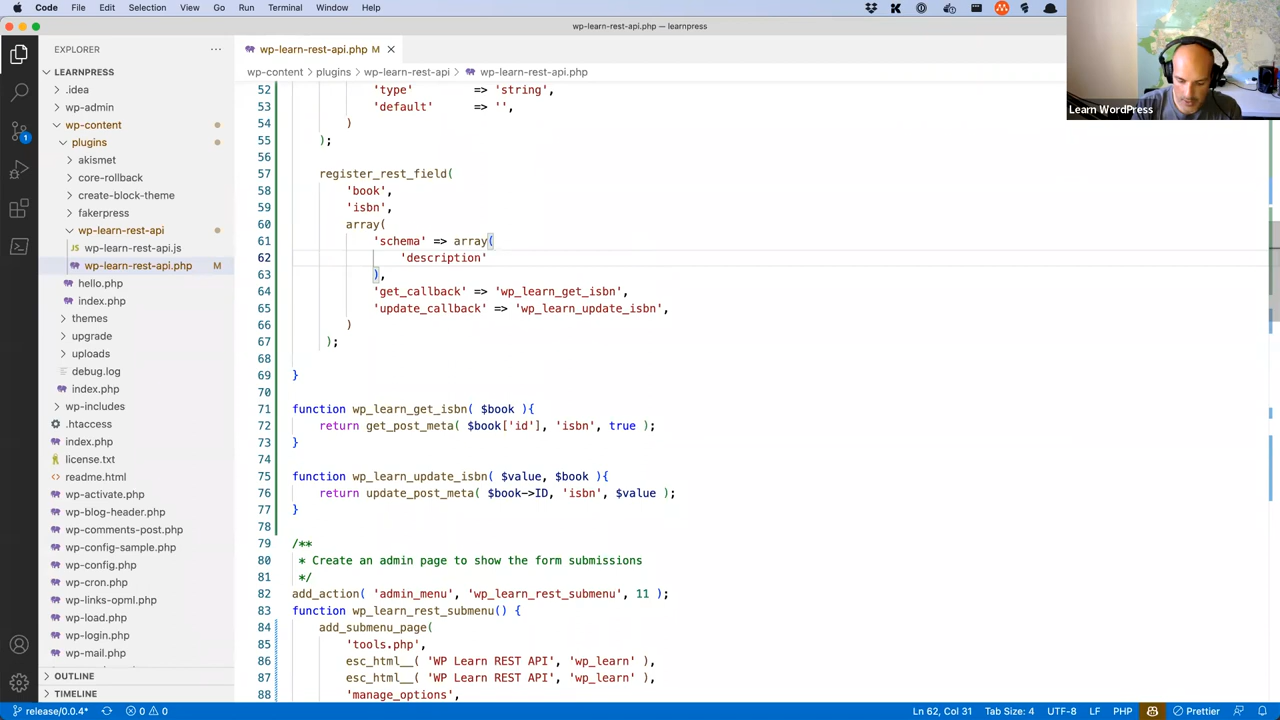 Code File Edit Selection View Go Run Terminal Window Help
wp-learn-rest-api.php — learnpress
EXPLORER
LEARNPRESS
.idea
wp-admin
wp-content
plugins
akismet
core-rollback
create-block-theme
fakerpress
wp-learn-rest-api
JS wp-learn-rest-api.js
wp-learn-rest-api.php M
hello.php
index.php
themes
upgrade
uploads
debug.log
index.php
wp-includes
.htaccess
index.php
license.txt
readme.html
wp-activate.php
wp-blog-header.php
wp-comments-post.php
wp-config-sample.php
wp-config.php
wp-cron.php
wp-links-opml.php
wp-load.php
wp-login.php
wp-mail.php
OUTLINE
TIMELINE
wp-learn-rest-api.php M
wp-content > plugins > wp-learn-rest-api > wp-learn-rest-api.php
52 'type' => 'string',
53 'default' => '',
54 )
55 );
56
57 register_rest_field(
58 'book',
59 'isbn',
60 array(
61 'schema' => array(
62 'description'
63 ),
64 'get_callback' => 'wp_learn_get_isbn',
65 'update_callback' => 'wp_learn_update_isbn',
66 )
67 );
68
69 }
70
71 function wp_learn_get_isbn( $book ){
72 return get_post_meta( $book['id'], 'isbn', true );
73 }
74
75 function wp_learn_update_isbn( $value, $book ){
76 return update_post_meta( $book->ID, 'isbn', $value );
77 }
78
79 /**
80 * Create an admin page to show the form submissions
81 */
82 add_action( 'admin_menu', 'wp_learn_rest_submenu', 11 );
83 function wp_learn_rest_submenu() {
84 add_submenu_page(
85 'tools.php',
86 esc_html__( 'WP Learn REST API', 'wp_learn' ),
87 esc_html__( 'WP Learn REST API', 'wp_learn' ),
88 'manage_options',
Learn WordPress
release/0.0.4* 0 0 Ln 62, Col 31 Tab Size: 4 UTF-8 LF PHP Prettier